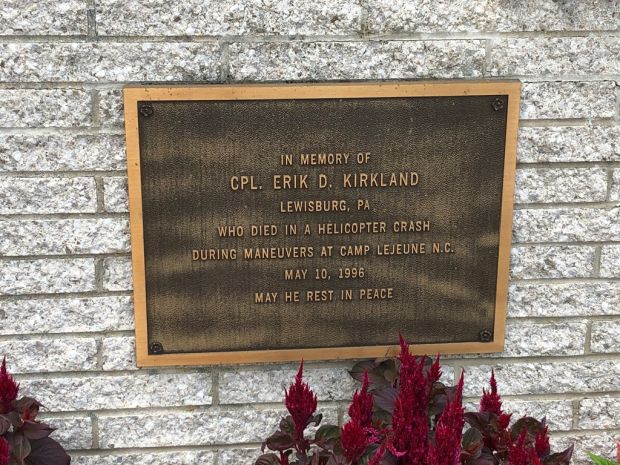 IN MEMORY OF
CPL. ERIK D. KIRKLAND
LEWISBURG, PA
WHO DIED IN A HELICOPTER CRASH
DURING MANEUVERS AT CAMP LEJEUNE N.C.
MAY 10, 1996
MAY HE REST IN PEACE